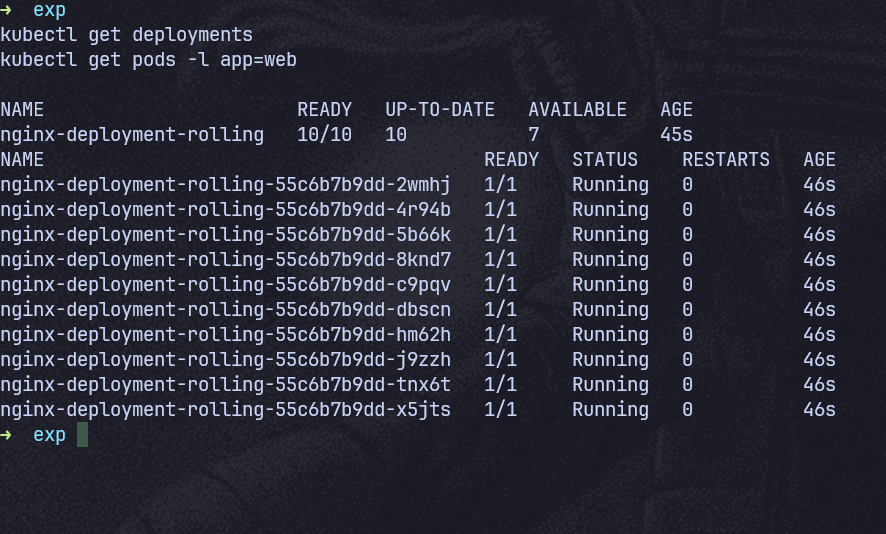 → exp
kubectl get deployments
kubectl get pods -l app=web
NAME READY UP-TO-DATE AVAILABLE AGE
nginx-deployment-rolling 10/10 10 7 45s
NAME READY STATUS RESTARTS AGE
nginx-deployment-rolling-55c6b7b9dd-2wmhj 1/1 Running 0 46s
nginx-deployment-rolling-55c6b7b9dd-4r94b 1/1 Running 0 46s
nginx-deployment-rolling-55c6b7b9dd-5b66k 1/1 Running 0 46s
nginx-deployment-rolling-55c6b7b9dd-8knd7 1/1 Running 0 46s
nginx-deployment-rolling-55c6b7b9dd-c9pqv 1/1 Running 0 46s
nginx-deployment-rolling-55c6b7b9dd-dbscn 1/1 Running 0 46s
nginx-deployment-rolling-55c6b7b9dd-hm62h 1/1 Running 0 46s
nginx-deployment-rolling-55c6b7b9dd-j9zzh 1/1 Running 0 46s
nginx-deployment-rolling-55c6b7b9dd-tnx6t 1/1 Running 0 46s
nginx-deployment-rolling-55c6b7b9dd-x5jts 1/1 Running 0 46s
→ exp